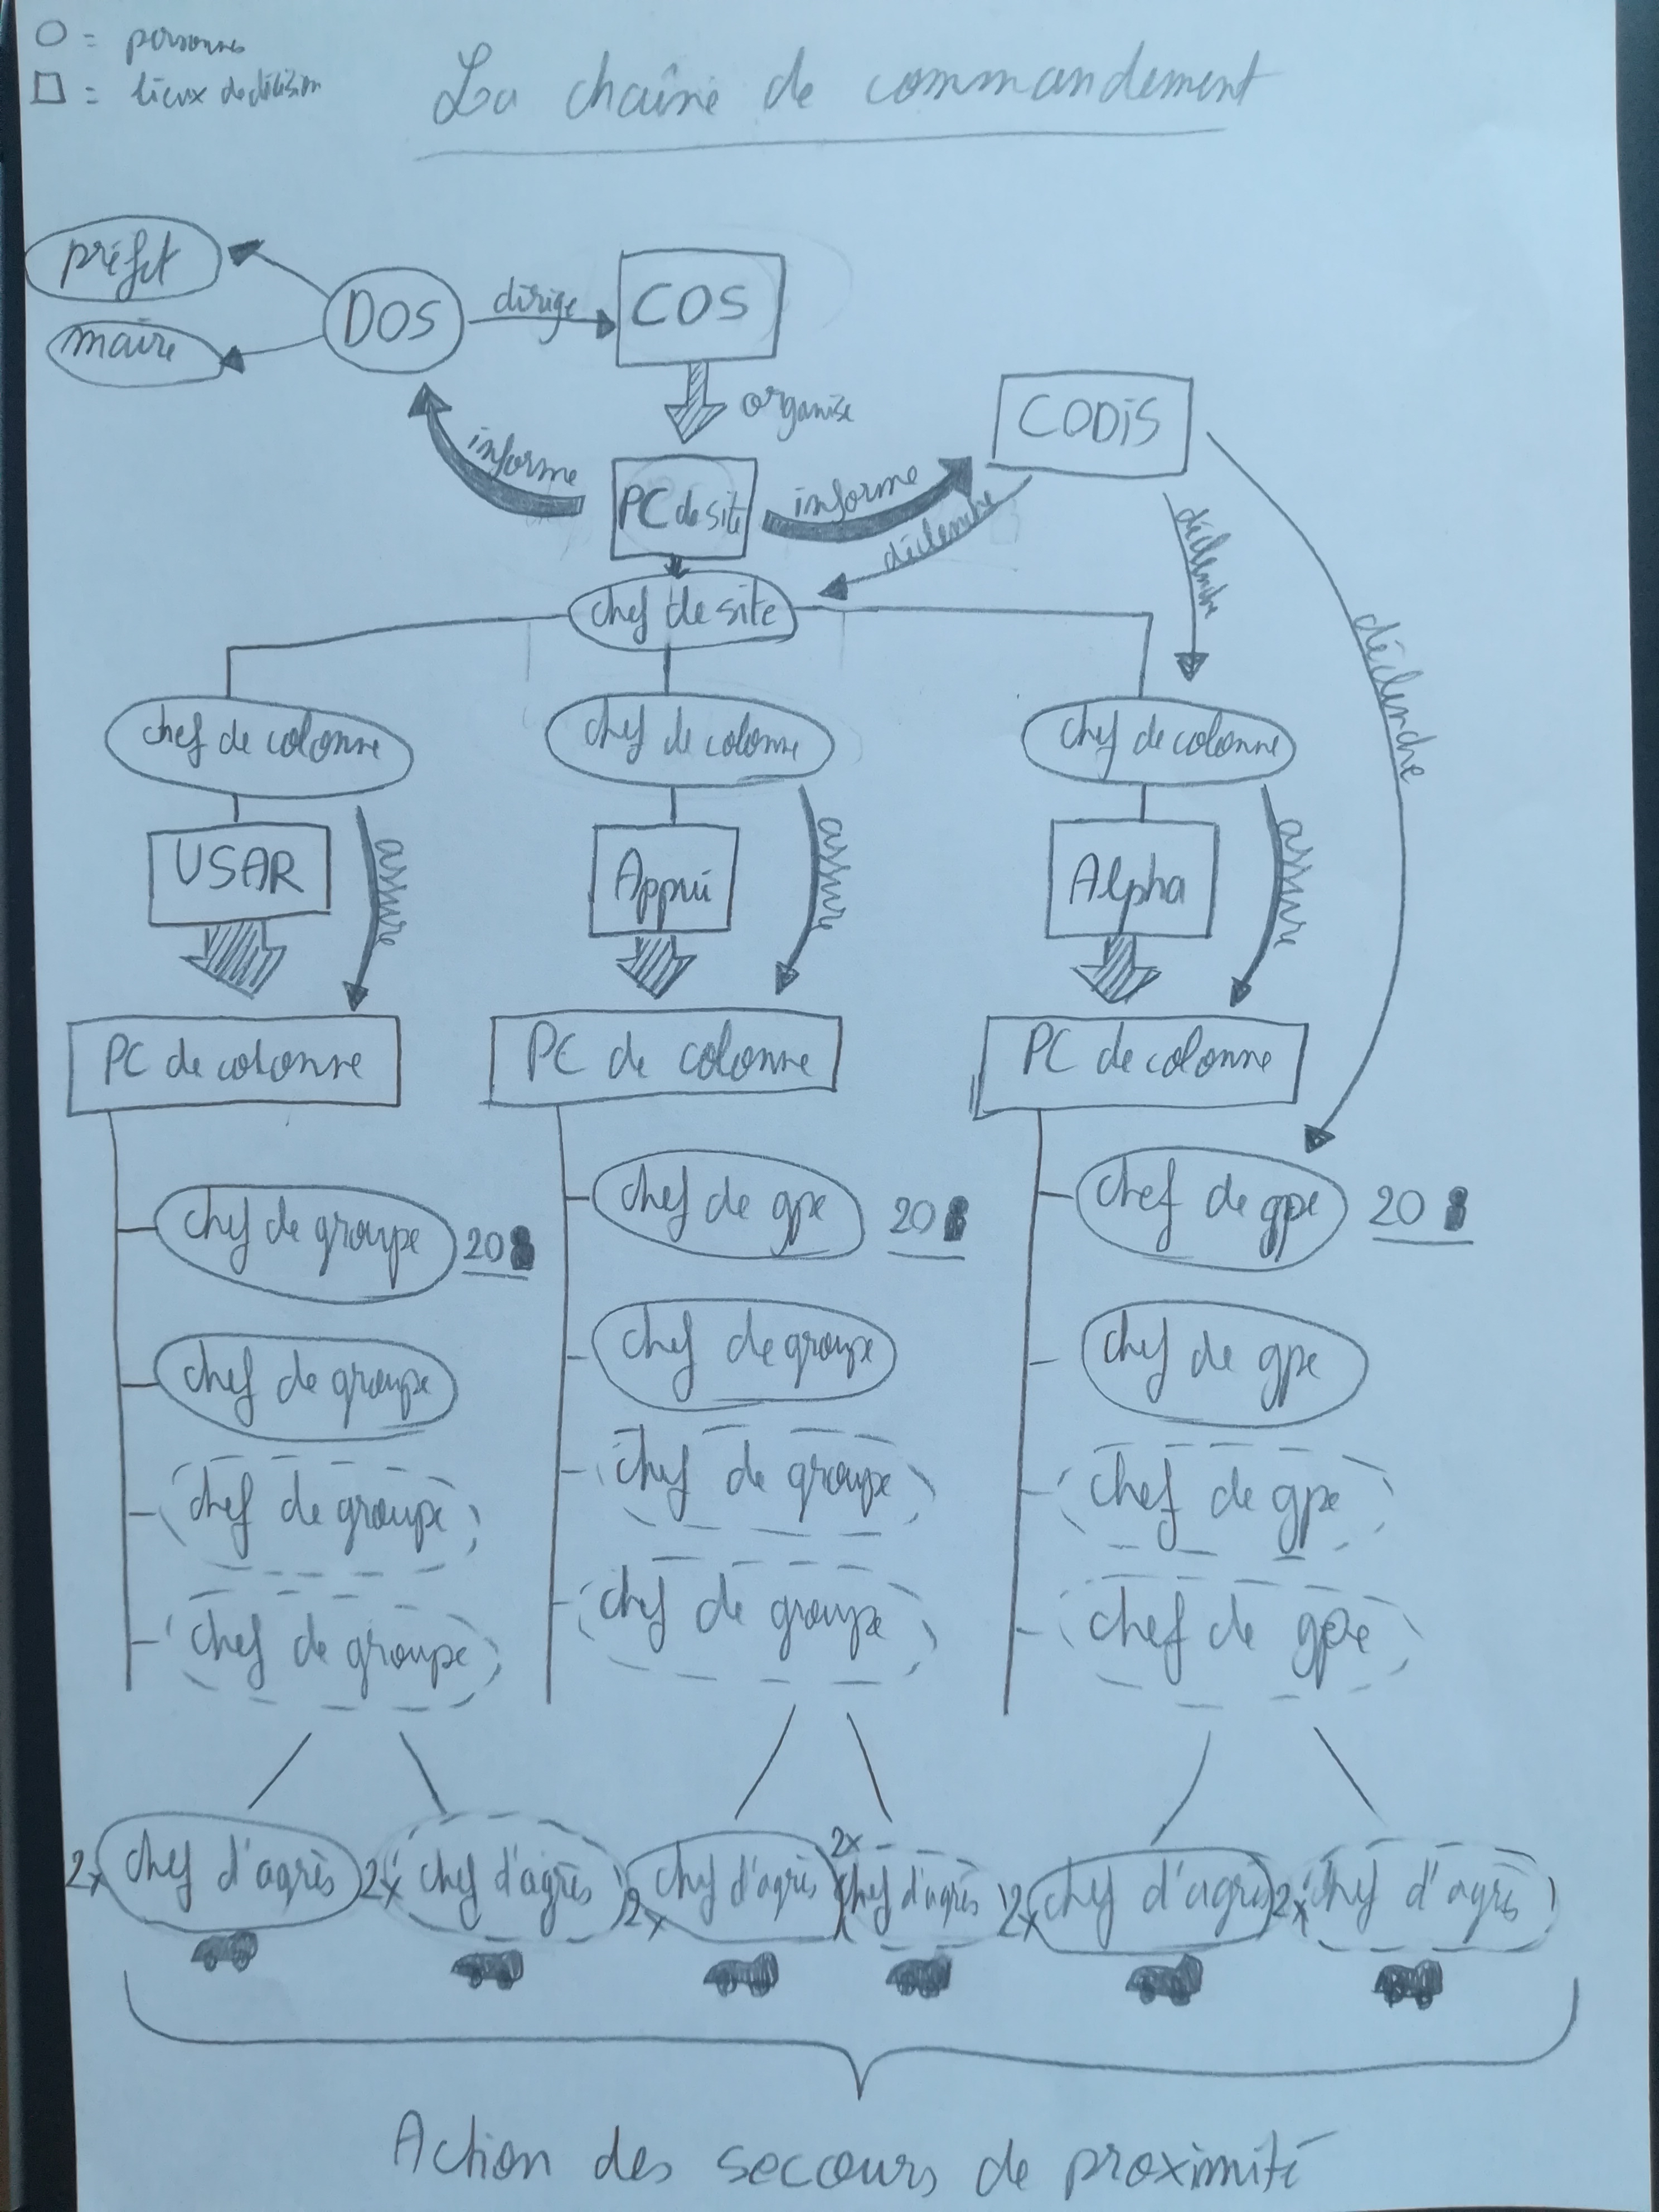 ○ = personnes
□ = lieux de décision
La chaîne de commandement
préfet
maire
DOS
dirige
COS
organise
CODIS
informe
PC de site
informe
déclenche
déclenche
déclenche
chef de site
chef de colonne
chef de colonne
chef de colonne
USAR
assure
Appui
assure
Alpha
assure
PC de colonne
PC de colonne
PC de colonne
chef de groupe
20
chef de gpe
20
chef de gpe
20
chef de groupe
chef de groupe
chef de gpe
chef de groupe
chef de groupe
chef de gpe
chef de groupe
chef de groupe
chef de gpe
2x chef d'agrès
2x chef d'agrès
2x chef d'agrès
2x chef d'agrès
2x chef d'agrès
2x chef d'agrès
Action des secours de proximité